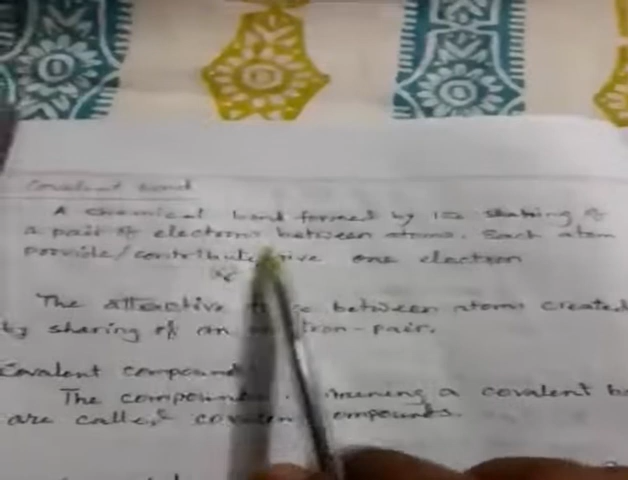 Covalent bond
A chemical bond formed by the sharing of
a pair of electrons between atoms. Each atom
provide/contribute give one electron
The attractive between atoms created
by sharing of an -pair.
Covalent compound
The a covalent
are called compounds.